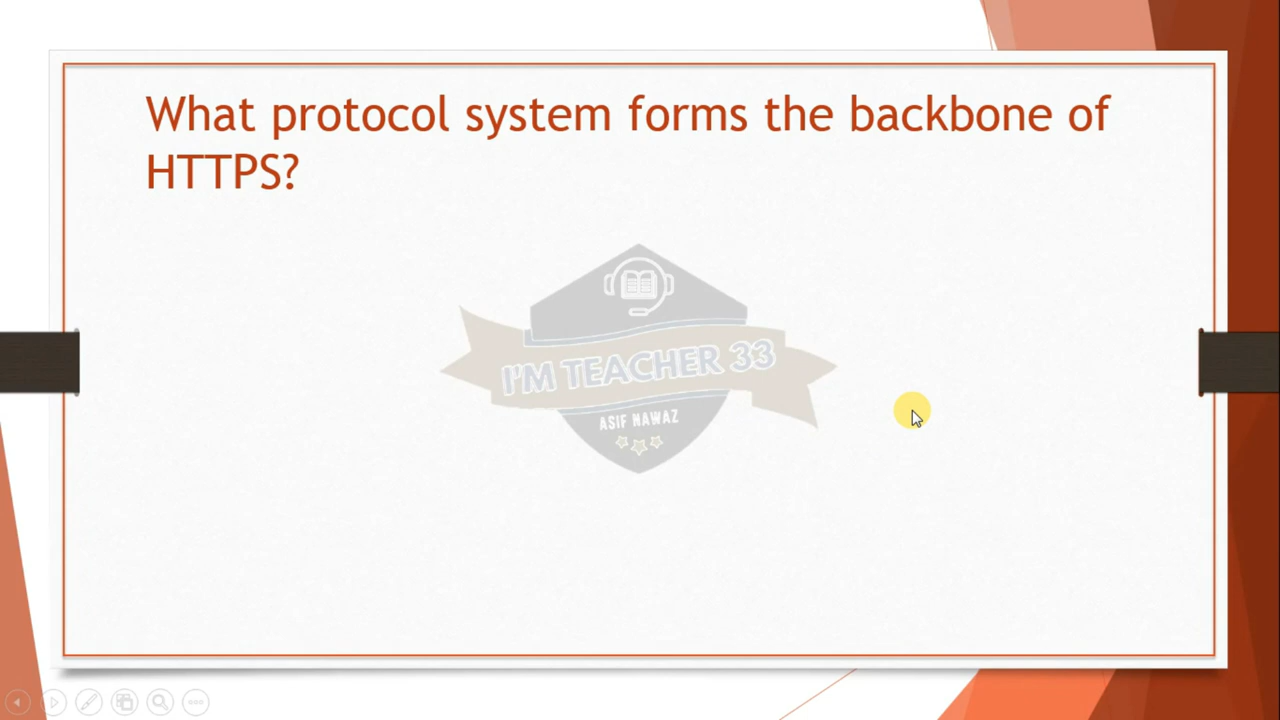 What protocol system forms the backbone of
HTTPS?
I'M TEACHER 33
ASIF NAWAZ